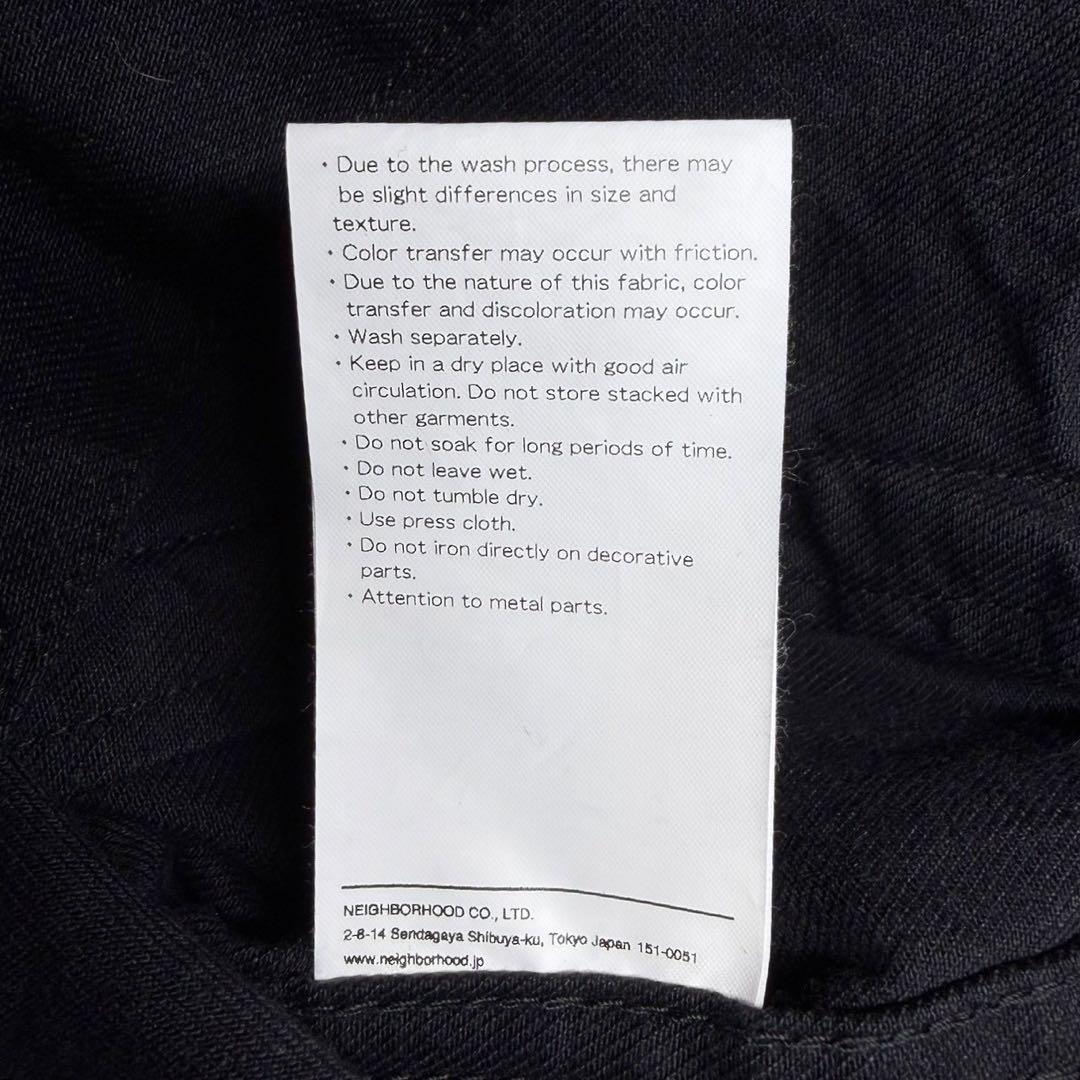 ・Due to the wash process, there may
be slight differences in size and
texture.
・Color transfer may occur with friction.
・Due to the nature of this fabric, color
transfer and discoloration may occur.
・Wash separately.
・Keep in a dry place with good air
circulation. Do not store stacked with
other garments.
・Do not soak for long periods of time.
・Do not leave wet.
・Do not tumble dry.
・Use press cloth.
・Do not iron directly on decorative
parts.
・Attention to metal parts.
NEIGHBORHOOD CO., LTD.
2-8-14 Sendagaya Shibuya-ku, Tokyo Japan 151-0051
www.neighborhood.jp